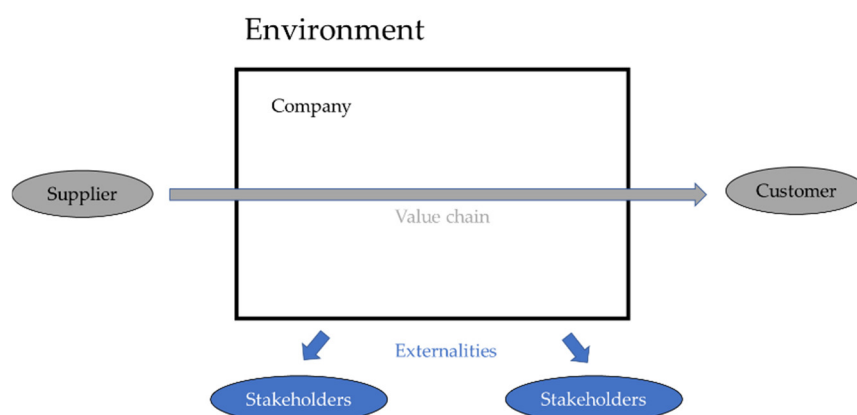 Environment
Company
Supplier
Customer
Value chain
Externalities
Stakeholders
Stakeholders